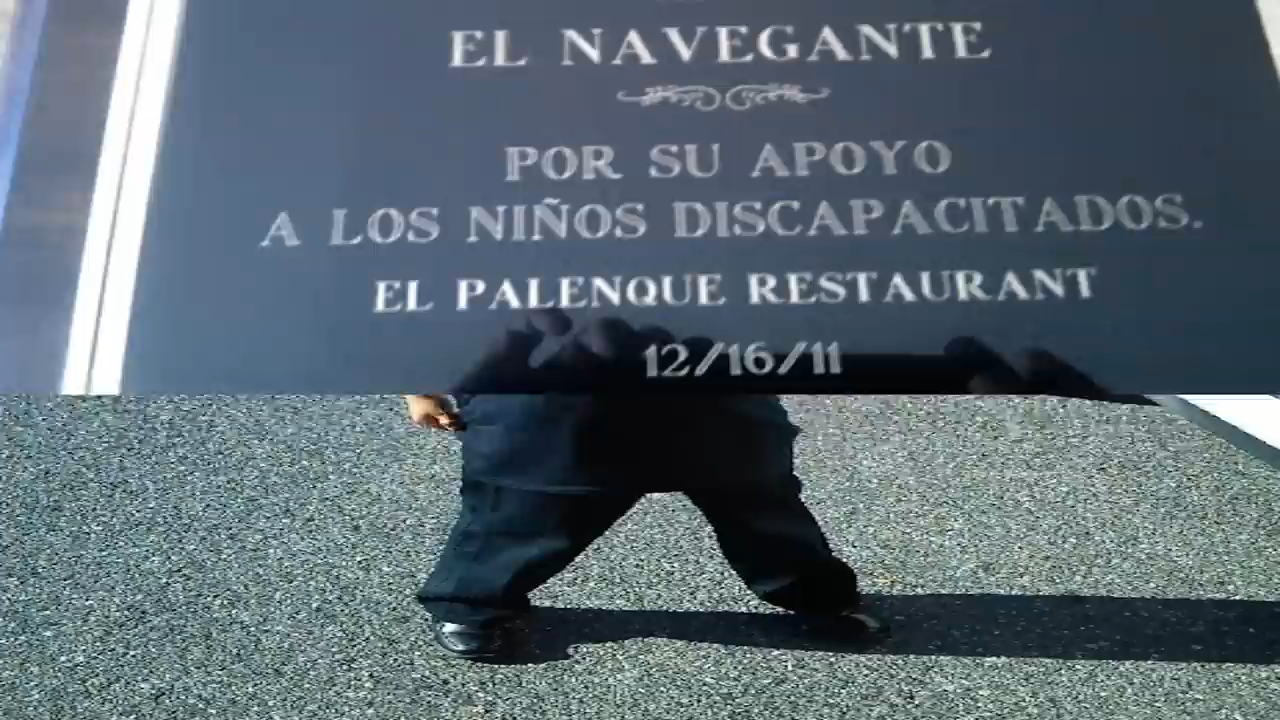 EL NAVEGANTE
POR SU APOYO
A LOS NIÑOS DISCAPACITADOS.
EL PALENQUE RESTAURANT
12/16/11